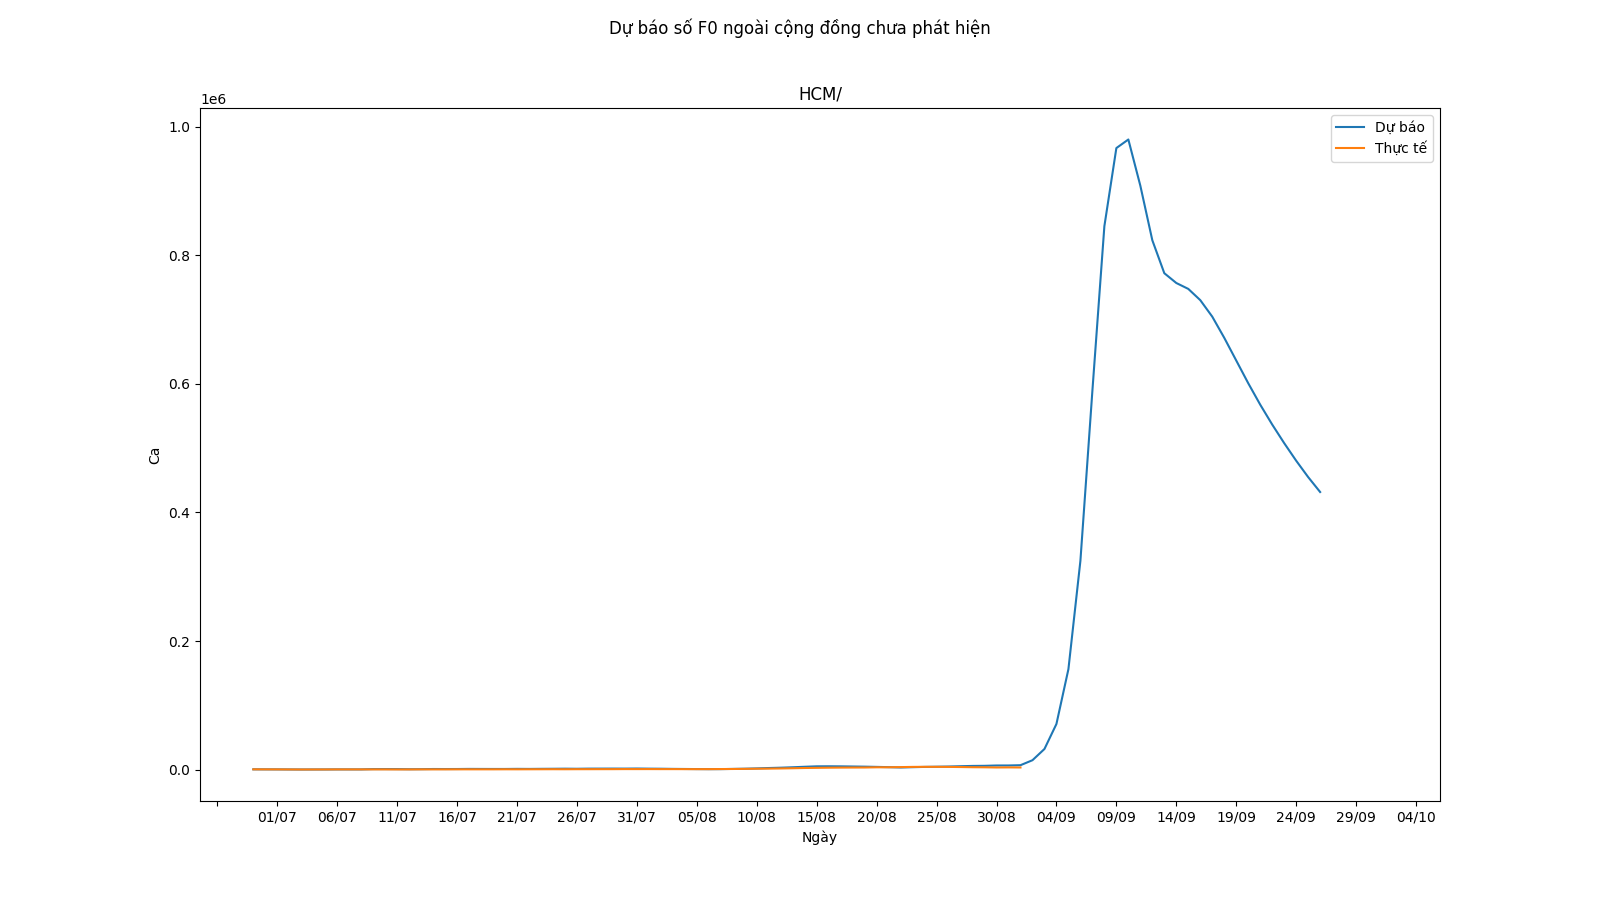 Dự báo số F0 ngoài cộng đồng chưa phát hiện
HCM/
1e6
Dự báo
Thực tế
1.0
0.8
0.6
0.4
0.2
0.0
Ca
01/07 06/07 11/07 16/07 21/07 26/07 31/07 05/08 10/08 15/08 20/08 25/08 30/08 04/09 09/09 14/09 19/09 24/09 29/09 04/10
Ngày